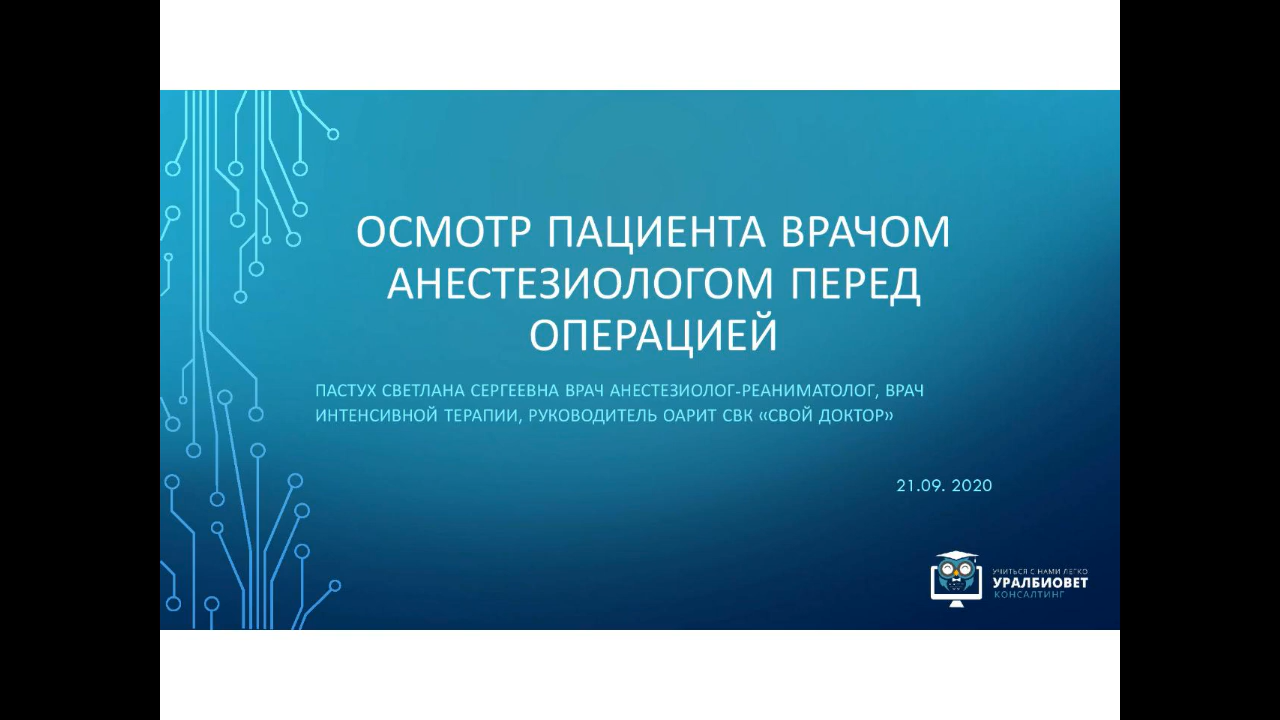 ОСМОТР ПАЦИЕНТА ВРАЧОМ
АНЕСТЕЗИОЛОГОМ ПЕРЕД
ОПЕРАЦИЕЙ
ПАСТУХ СВЕТЛАНА СЕРГЕЕВНА ВРАЧ АНЕСТЕЗИОЛОГ-РЕАНИМАТОЛОГ, ВРАЧ
ИНТЕНСИВНОЙ ТЕРАПИИ, РУКОВОДИТЕЛЬ ОАРИТ СВК «СВОЙ ДОКТОР»
21.09. 2020
УЧИТЬСЯ С НАМИ ЛЕГКО
УРАЛБИОВЕТ
КОНСАЛТИНГ